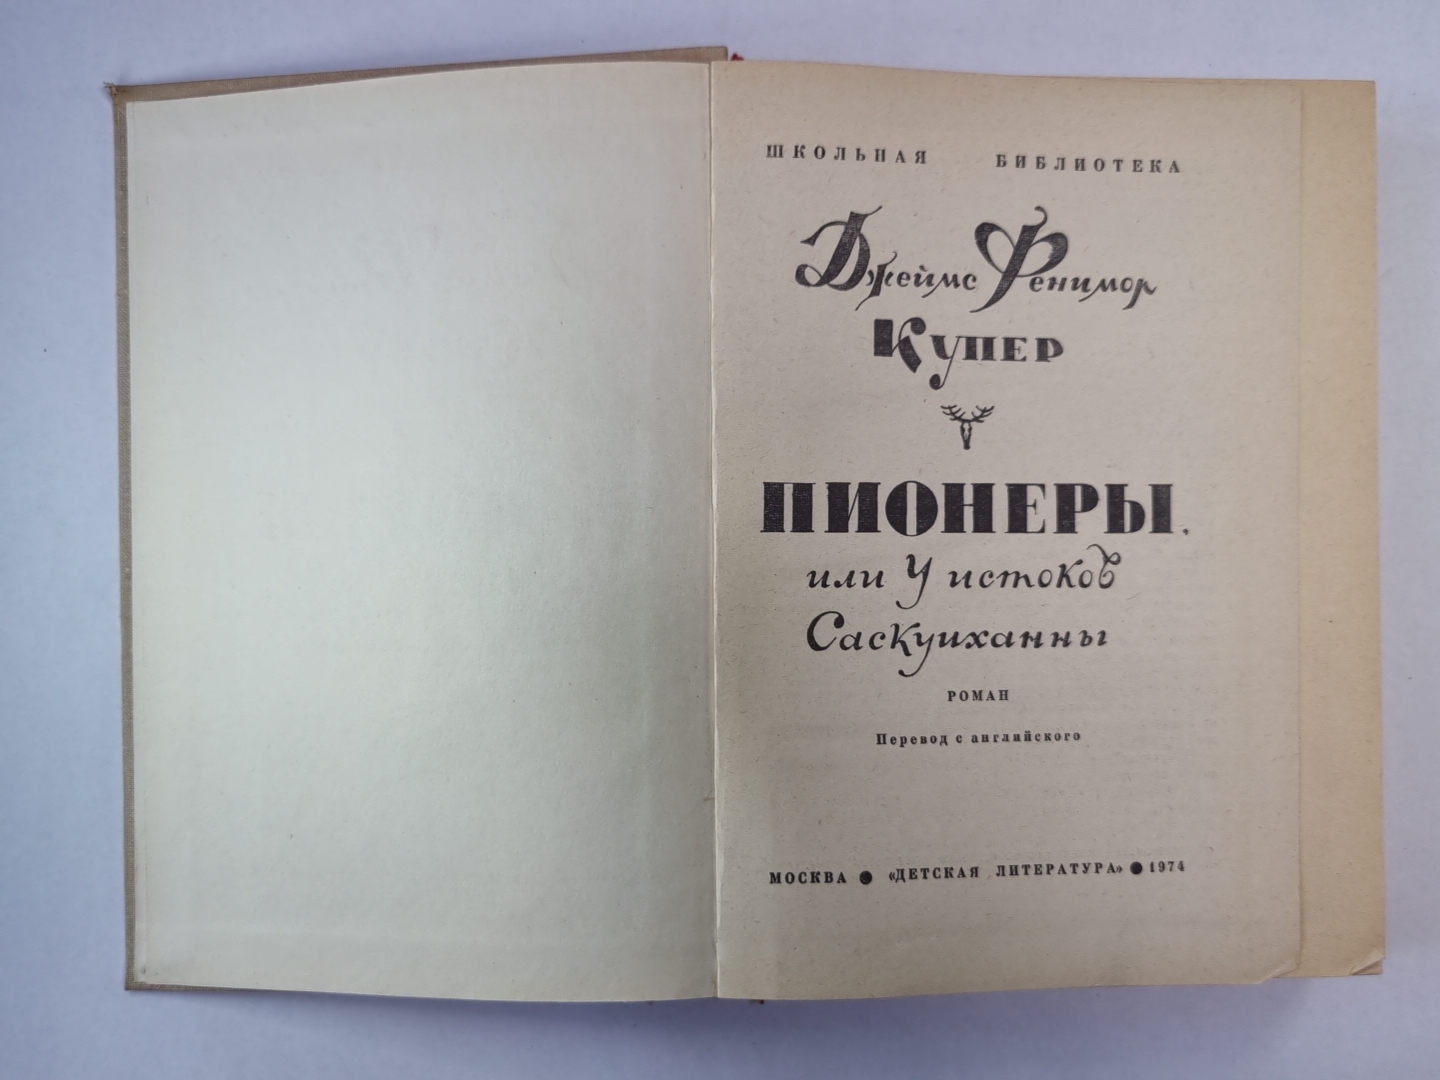 ШКОЛЬНАЯ БИБЛИОТЕКА
Джеймс Фенимор
Купер
ПИОНЕРЫ,
или У истоков
Саскуиханны
РОМАН
Перевод с английского
МОСКВА ● «ДЕТСКАЯ ЛИТЕРАТУРА» ● 1974